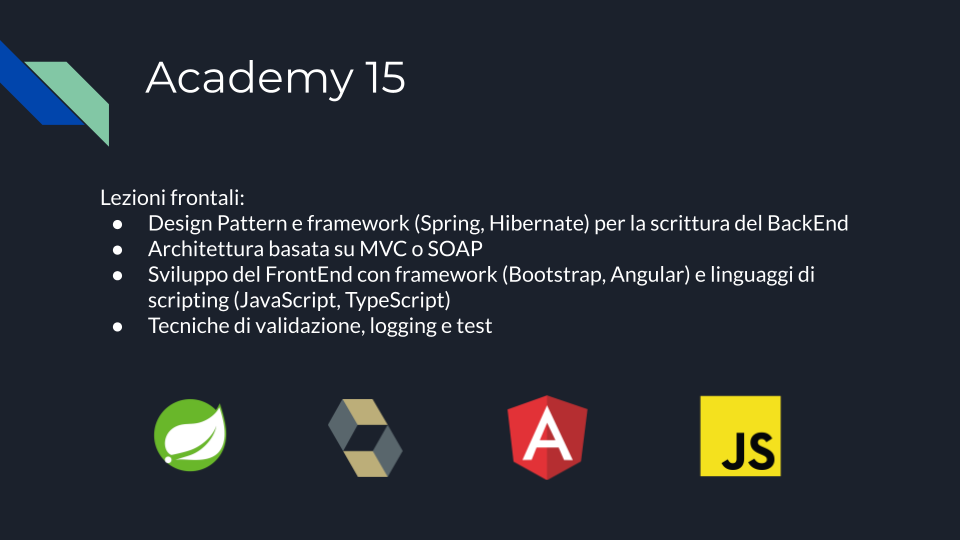 Academy 15
Lezioni frontali:
● Design Pattern e framework (Spring, Hibernate) per la scrittura del BackEnd
● Architettura basata su MVC o SOAP
● Sviluppo del FrontEnd con framework (Bootstrap, Angular) e linguaggi di
scripting (JavaScript, TypeScript)
● Tecniche di validazione, logging e test
A
JS